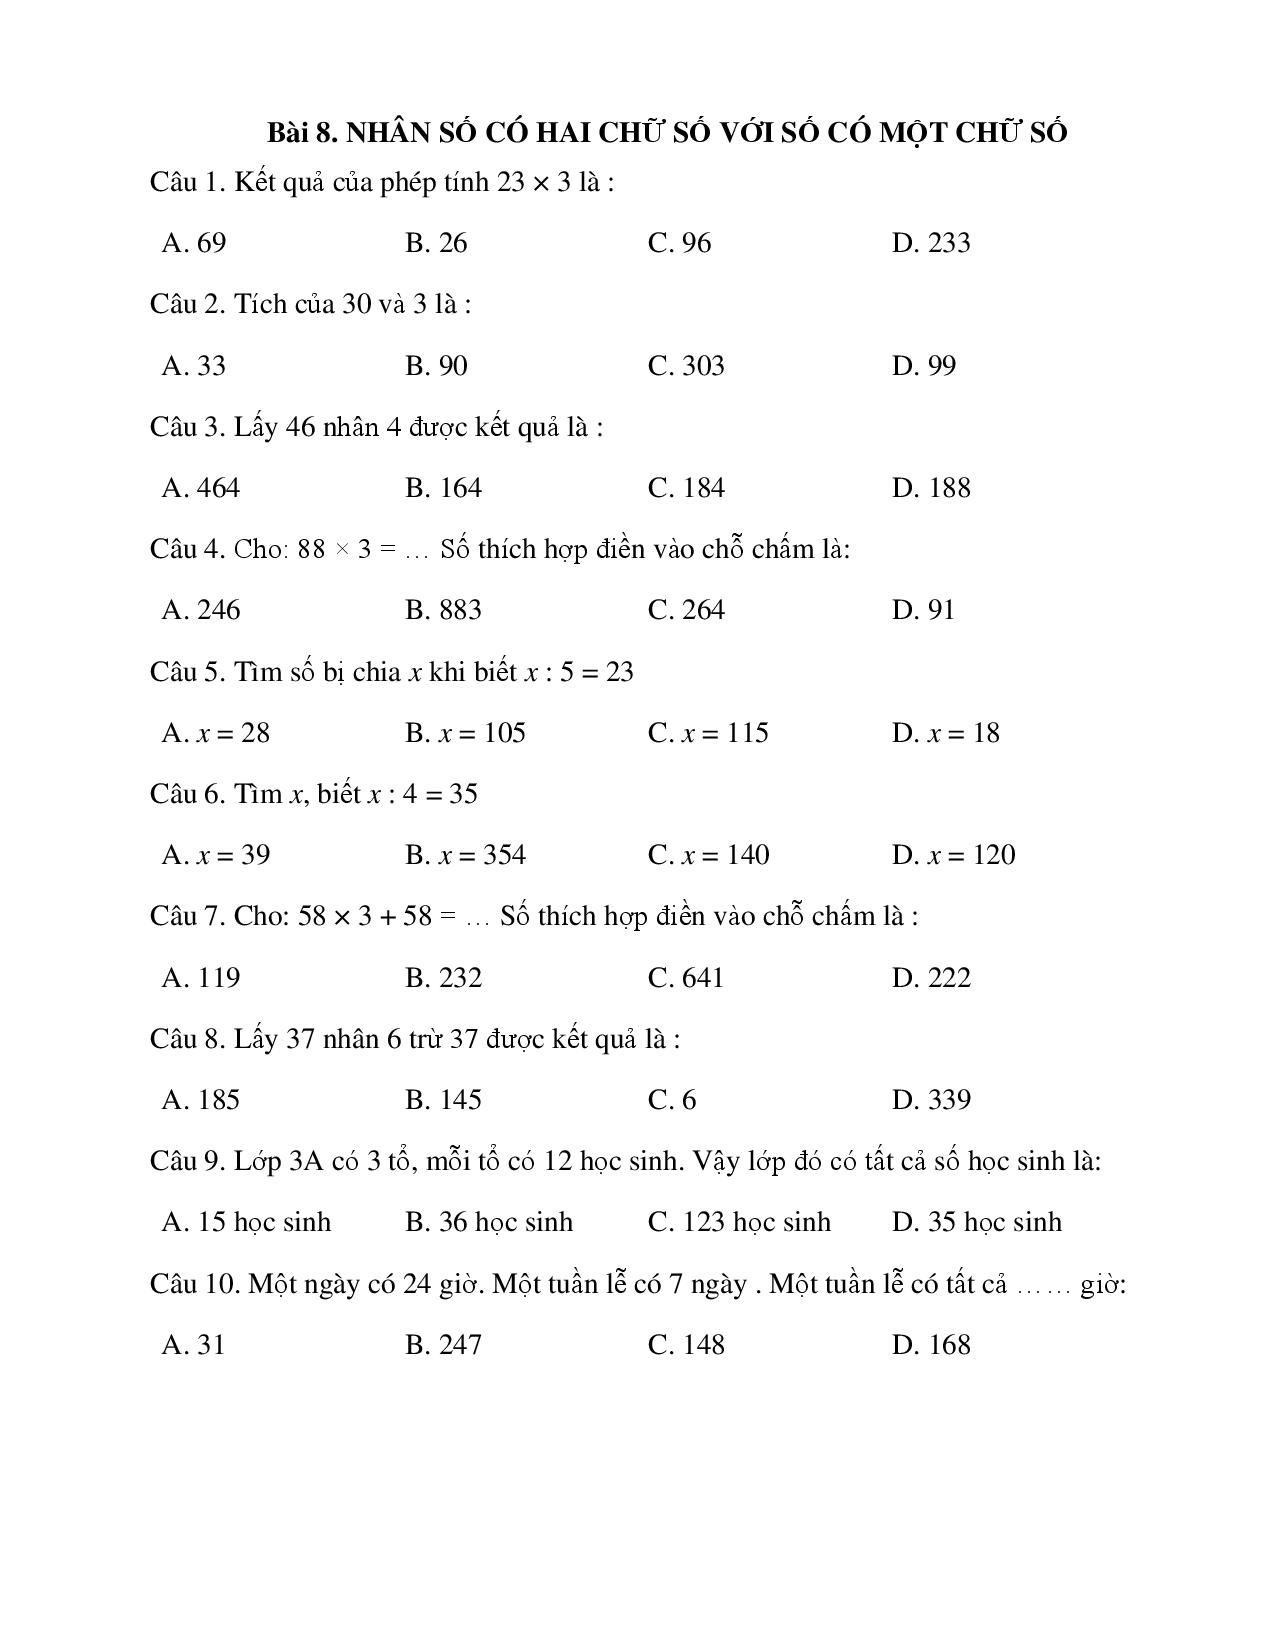 Bài 8. NHÂN SỐ CÓ HAI CHỮ SỐ VỚI SỐ CÓ MỘT CHỮ SỐ
Câu 1. Kết quả của phép tính 23 × 3 là :
A. 69 B. 26 C. 96 D. 233
Câu 2. Tích của 30 và 3 là :
A. 33 B. 90 C. 303 D. 99
Câu 3. Lấy 46 nhân 4 được kết quả là :
A. 464 B. 164 C. 184 D. 188
Câu 4. Cho: 88 × 3 = … Số thích hợp điền vào chỗ chấm là:
A. 246 B. 883 C. 264 D. 91
Câu 5. Tìm số bị chia x khi biết x : 5 = 23
A. x = 28 B. x = 105 C. x = 115 D. x = 18
Câu 6. Tìm x, biết x : 4 = 35
A. x = 39 B. x = 354 C. x = 140 D. x = 120
Câu 7. Cho: 58 × 3 + 58 = … Số thích hợp điền vào chỗ chấm là :
A. 119 B. 232 C. 641 D. 222
Câu 8. Lấy 37 nhân 6 trừ 37 được kết quả là :
A. 185 B. 145 C. 6 D. 339
Câu 9. Lớp 3A có 3 tổ, mỗi tổ có 12 học sinh. Vậy lớp đó có tất cả số học sinh là:
A. 15 học sinh B. 36 học sinh C. 123 học sinh D. 35 học sinh
Câu 10. Một ngày có 24 giờ. Một tuần lễ có 7 ngày . Một tuần lễ có tất cả …… giờ:
A. 31 B. 247 C. 148 D. 168